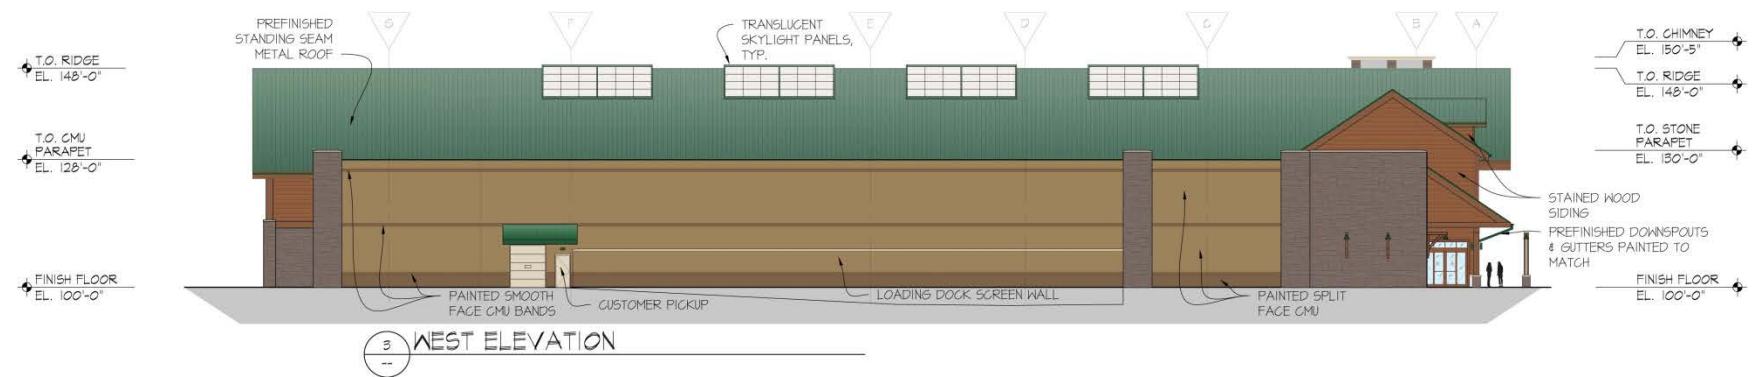 G
F
E
D
C
B
A
PREFINISHED
STANDING SEAM
METAL ROOF
TRANSLUCENT
SKYLIGHT PANELS,
TYP.
T.O. RIDGE
EL. 148'-0"
T.O. CMU
PARAPET
EL. 128'-0"
FINISH FLOOR
EL. 100'-0"
T.O. CHIMNEY
EL. 150'-5"
T.O. RIDGE
EL. 148'-0"
T.O. STONE
PARAPET
EL. 130'-0"
STAINED WOOD
SIDING
PREFINISHED DOWNSPOUTS
& GUTTERS PAINTED TO
MATCH
FINISH FLOOR
EL. 100'-0"
PAINTED SMOOTH
FACE CMU BANDS
CUSTOMER PICKUP
LOADING DOCK SCREEN WALL
PAINTED SPLIT
FACE CMU
3
--
WEST ELEVATION